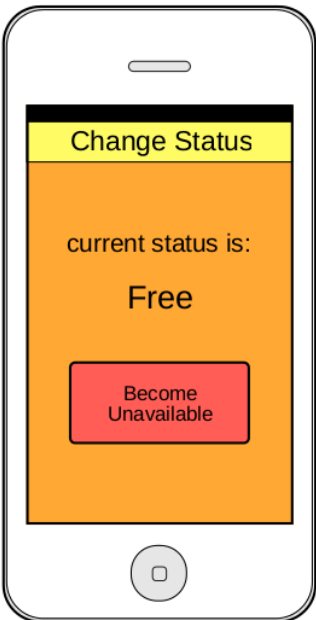 Change Status
current status is:
Free
Become
Unavailable